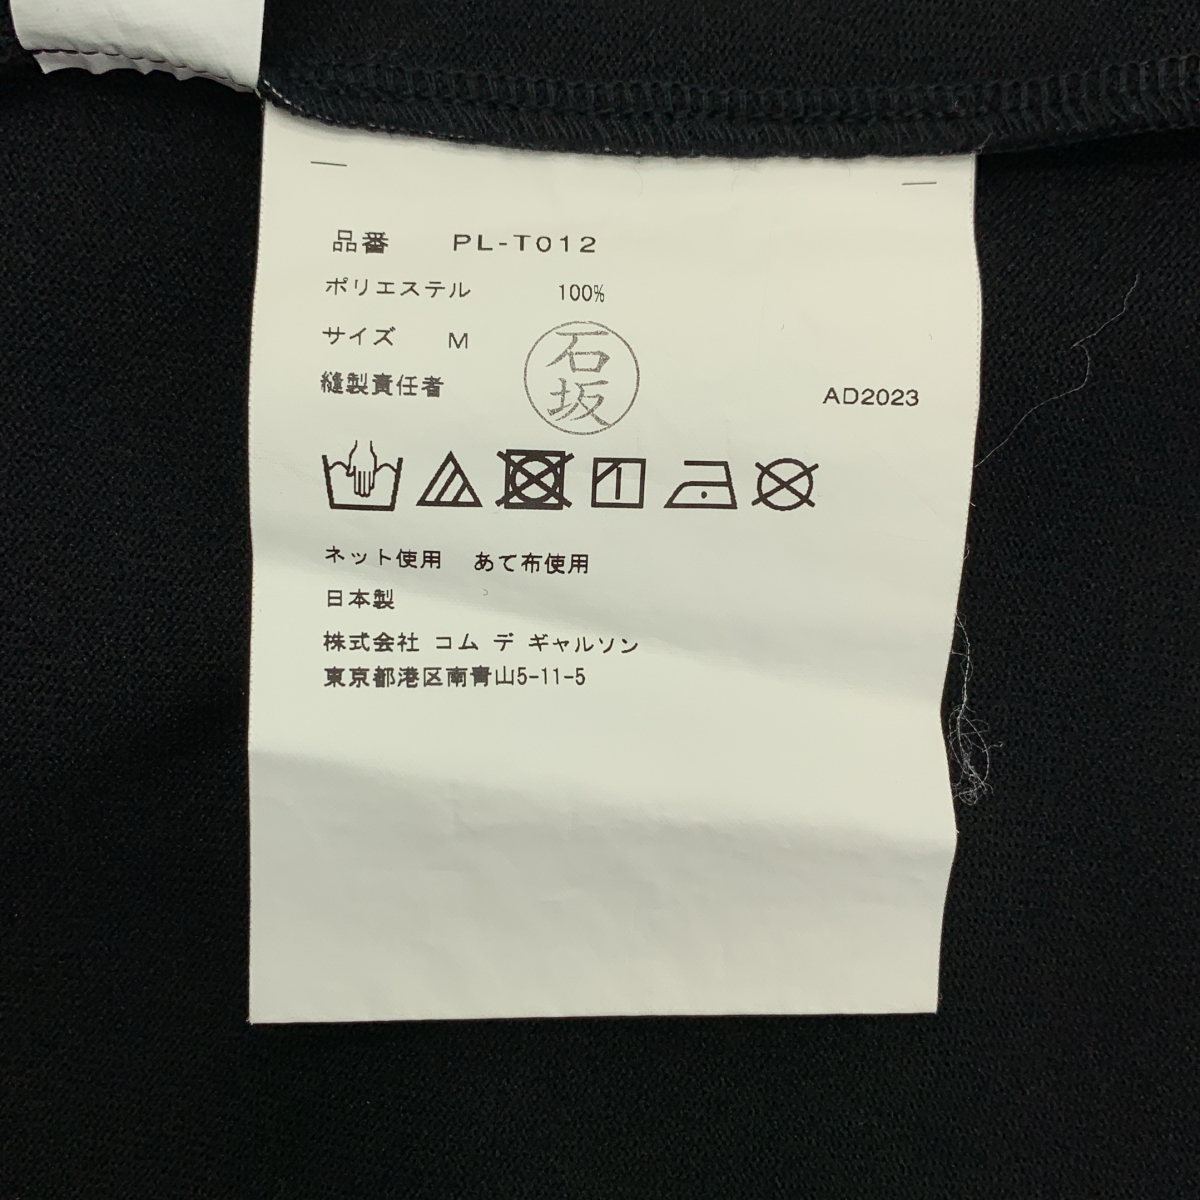 品番 PL-T012
ポリエステル 100%
サイズ M
縫製責任者 石坂
AD2023
ネット使用 あて布使用
日本製
株式会社 コム デ ギャルソン
東京都港区南青山5-11-5